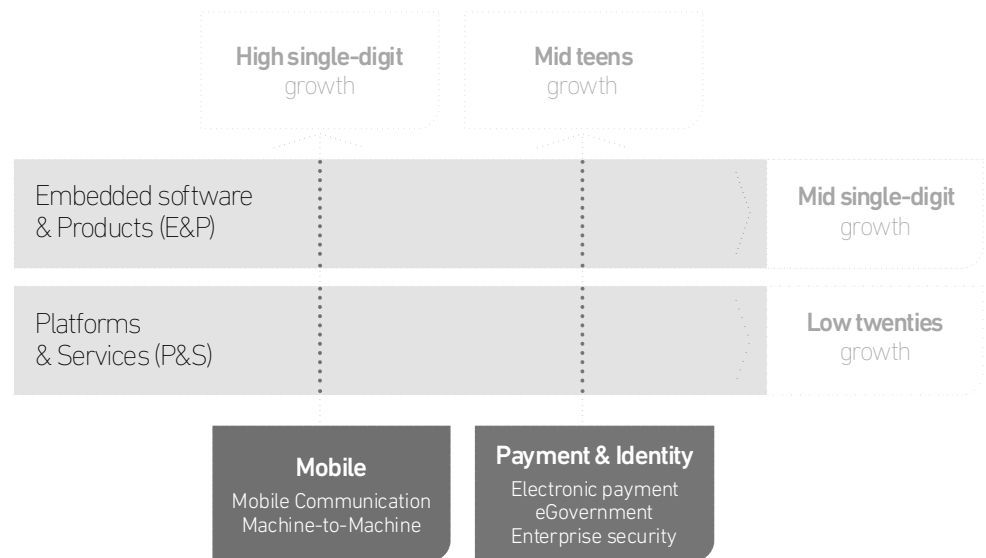 High single-digit
growth
Mid teens
growth
Embedded software
& Products (E&P)
Mid single-digit
growth
Platforms
& Services (P&S)
Low twenties
growth
Mobile
Mobile Communication
Machine-to-Machine
Payment & Identity
Electronic payment
eGovernment
Enterprise security